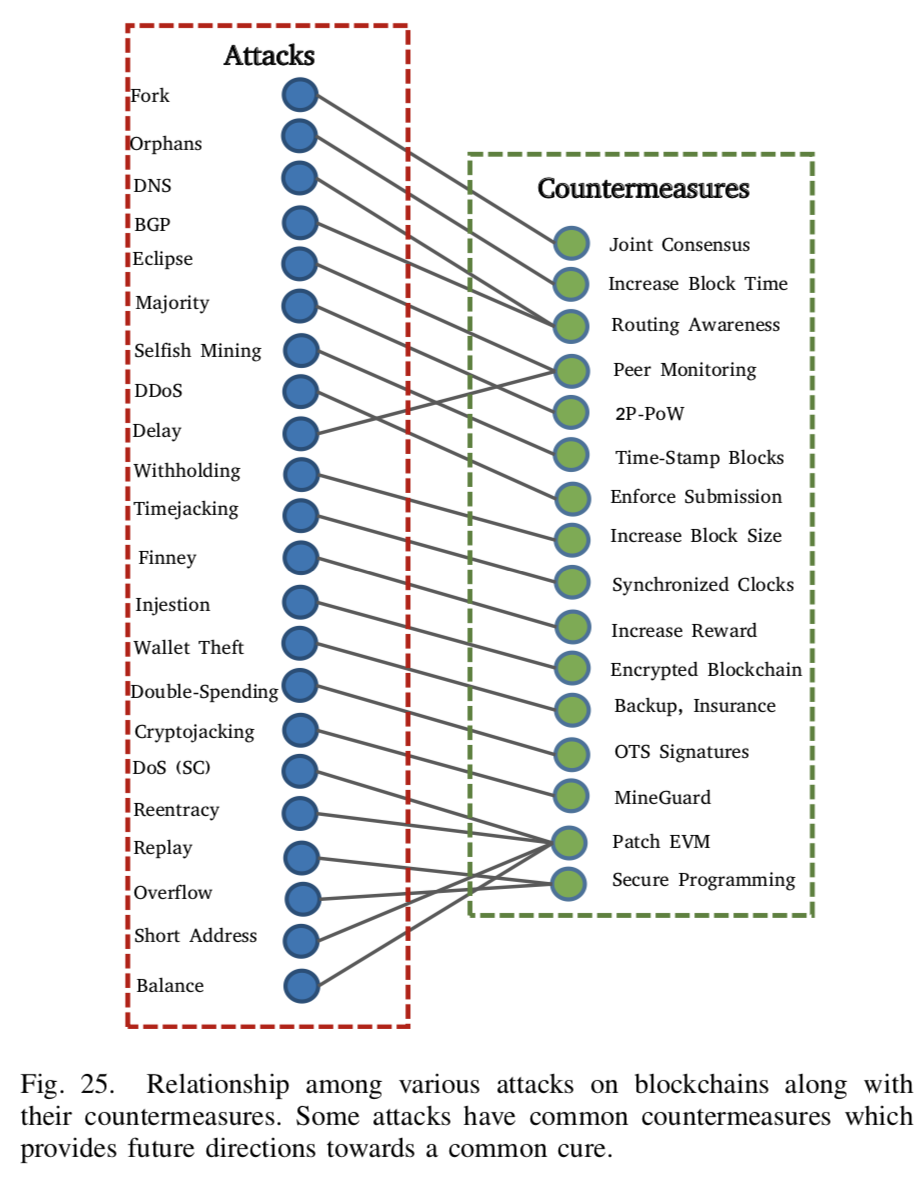 Attacks
Fork
Orphans
DNS
BGP
Eclipse
Majority
Selfish Mining
DDoS
Delay
Withholding
Timejacking
Finney
Injestion
Wallet Theft
Double-Spending
Cryptojacking
DoS (SC)
Reentracy
Replay
Overflow
Short Address
Balance
Countermeasures
Joint Consensus
Increase Block Time
Routing Awareness
Peer Monitoring
2P-PoW
Time-Stamp Blocks
Enforce Submission
Increase Block Size
Synchronized Clocks
Increase Reward
Encrypted Blockchain
Backup, Insurance
OTS Signatures
MineGuard
Patch EVM
Secure Programming
Fig. 25. Relationship among various attacks on blockchains along with
their countermeasures. Some attacks have common countermeasures which
provides future directions towards a common cure.